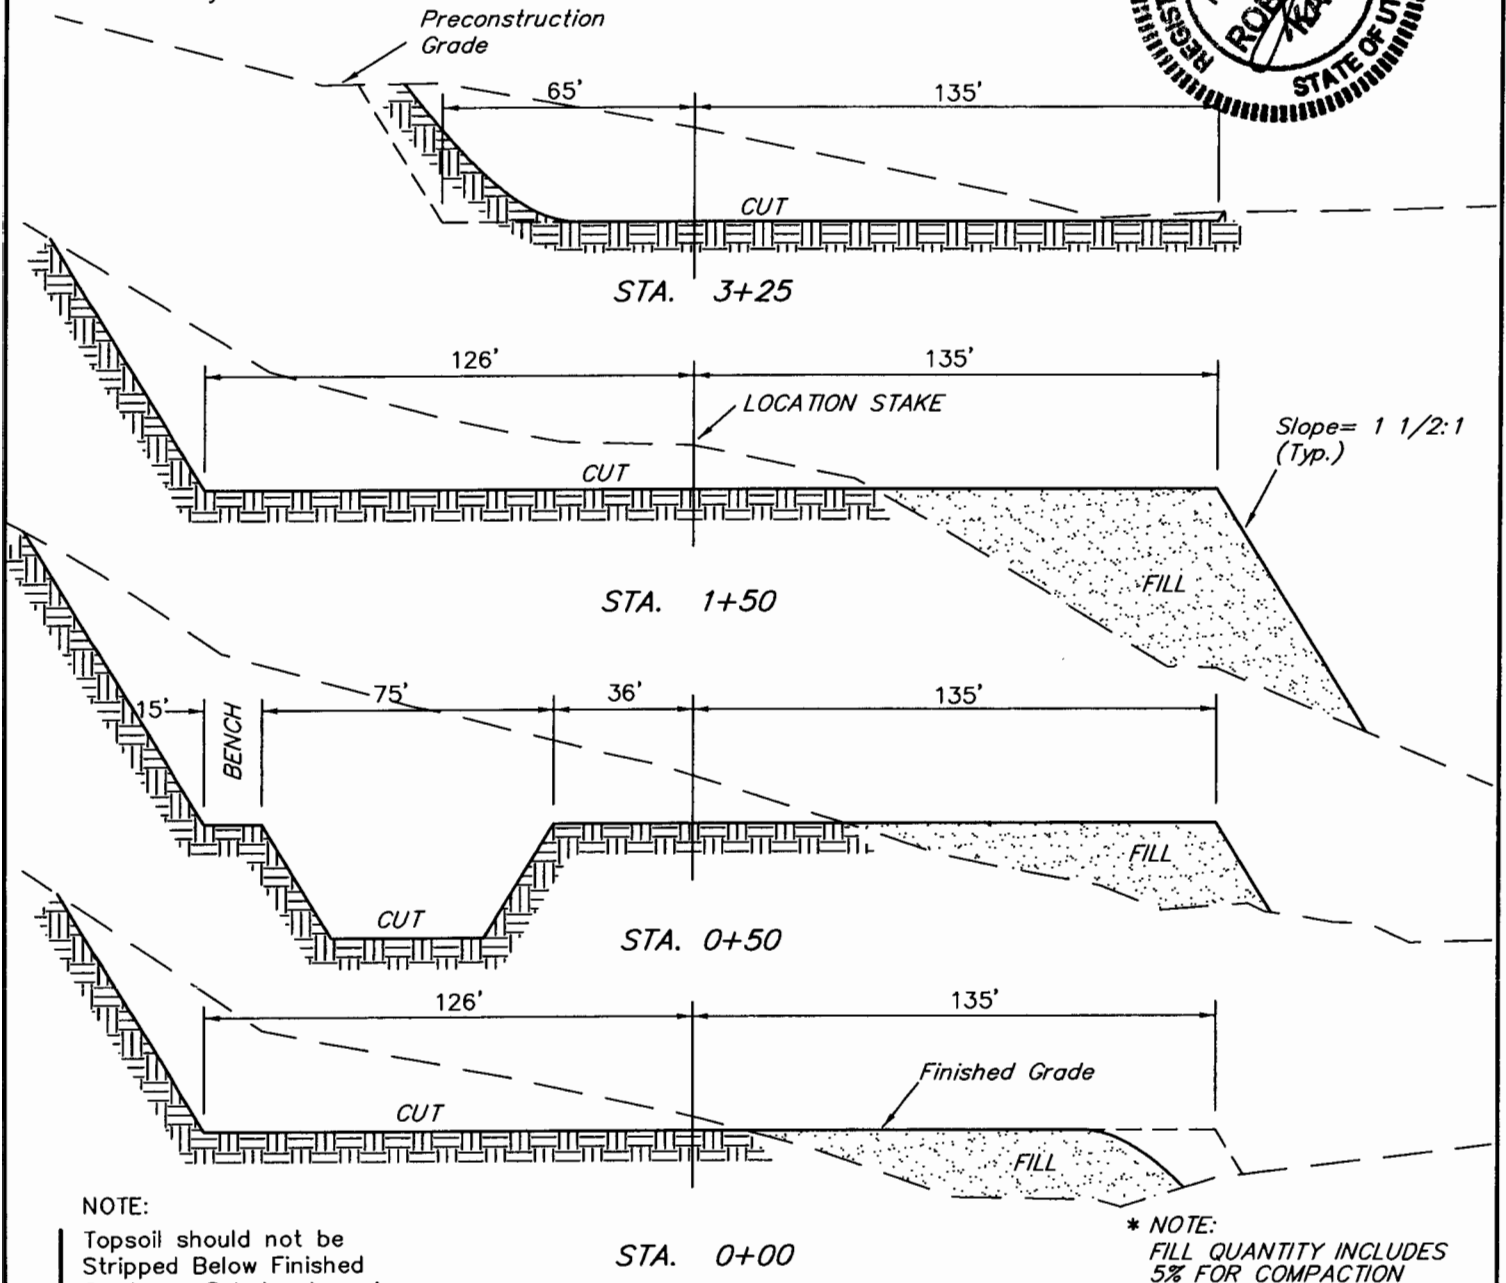 Preconstruction
Grade
STATE OF
65'
135'
CUT
STA. 3+25
126'
135'
LOCATION STAKE
Slope= 1 1/2:1
(Typ.)
CUT
FILL
STA. 1+50
15'
BENCH
75'
36'
135'
FILL
CUT
STA. 0+50
126'
135'
Finished Grade
CUT
FILL
NOTE:
Topsoil should not be
Stripped Below Finished
STA. 0+00
* NOTE:
FILL QUANTITY INCLUDES
5% FOR COMPACTION